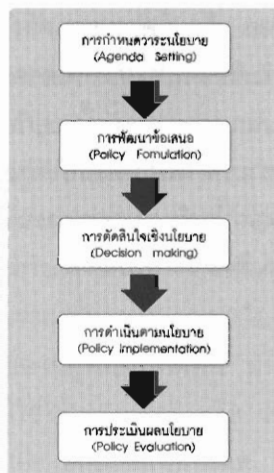 การกำหนดวาระนโยบาย
(Agenda Setting)
การพัฒนาข้อเสนอ
(Policy Fomulation)
การตัดสินใจเชิงนโยบาย
(Decision making)
การดำเนินตามนโยบาย
(Policy implementation)
การประเมินผลนโยบาย
(Policy Evaluation)